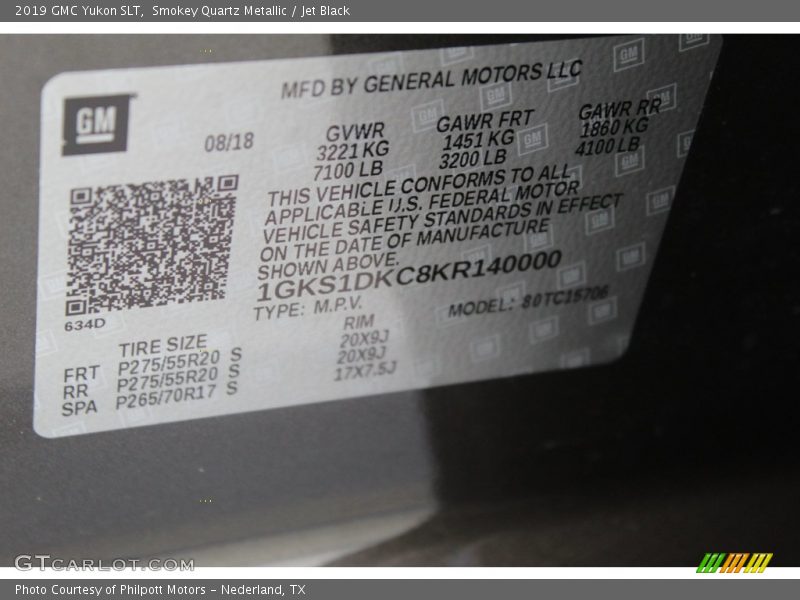 2019 GMC Yukon SLT,  Smokey Quartz Metallic / Jet Black
MFD BY GENERAL MOTORS LLC
GM
08/18
GVWR
3221 KG
7100 LB
GAWR FRT
1451 KG
3200 LB
GAWR RR
1860 KG
4100 LB
THIS VEHICLE CONFORMS TO ALL
APPLICABLE U.S. FEDERAL MOTOR
VEHICLE SAFETY STANDARDS IN EFFECT
ON THE DATE OF MANUFACTURE
SHOWN ABOVE.
1GKS1DKC8KR140000
TYPE: M.P.V.
MODEL: 80TC15706
634D
TIRE SIZE
RIM
FRT P275/55R20 S 20X9J
RR P275/55R20 S 20X9J
SPA P265/70R17 S 17X7.5J
GTCARLOT.COM
Photo Courtesy of Philpott Motors - Nederland, TX